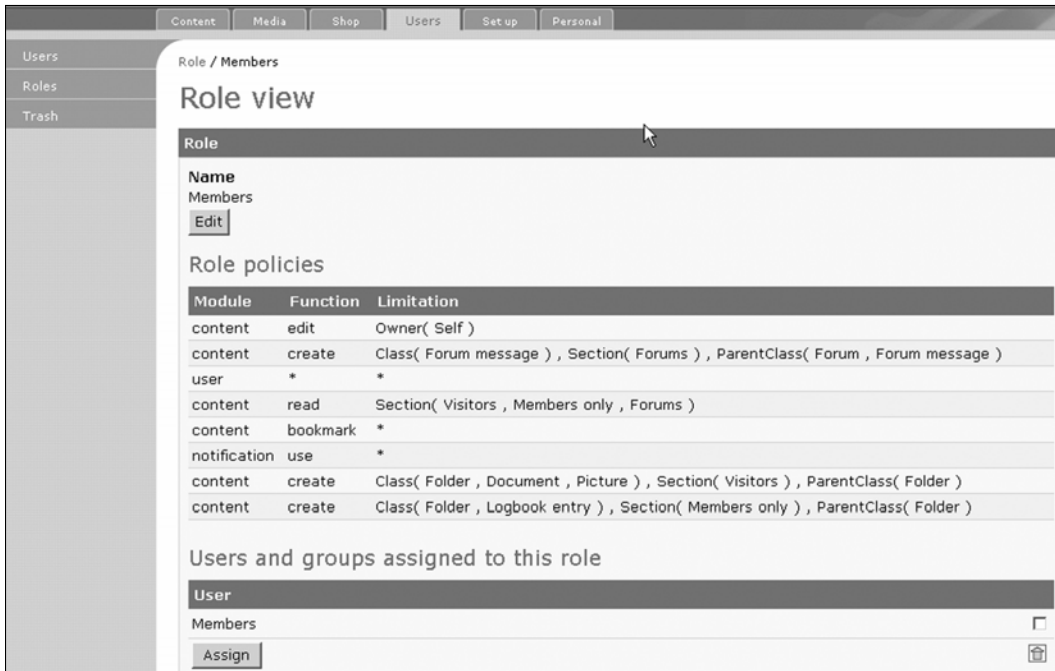 Content Media Shop Users Set up Personal
Users
Roles
Trash
Role / Members
Role view
Role
Name
Members
Edit
Role policies
Module Function Limitation
content edit Owner( Self )
content create Class( Forum message ) , Section( Forums ) , ParentClass( Forum , Forum message )
user * *
content read Section( Visitors , Members only , Forums )
content bookmark *
notification use *
content create Class( Folder , Document , Picture ) , Section( Visitors ) , ParentClass( Folder )
content create Class( Folder , Logbook entry ) , Section( Members only ) , ParentClass( Folder )
Users and groups assigned to this role
User
Members
Assign